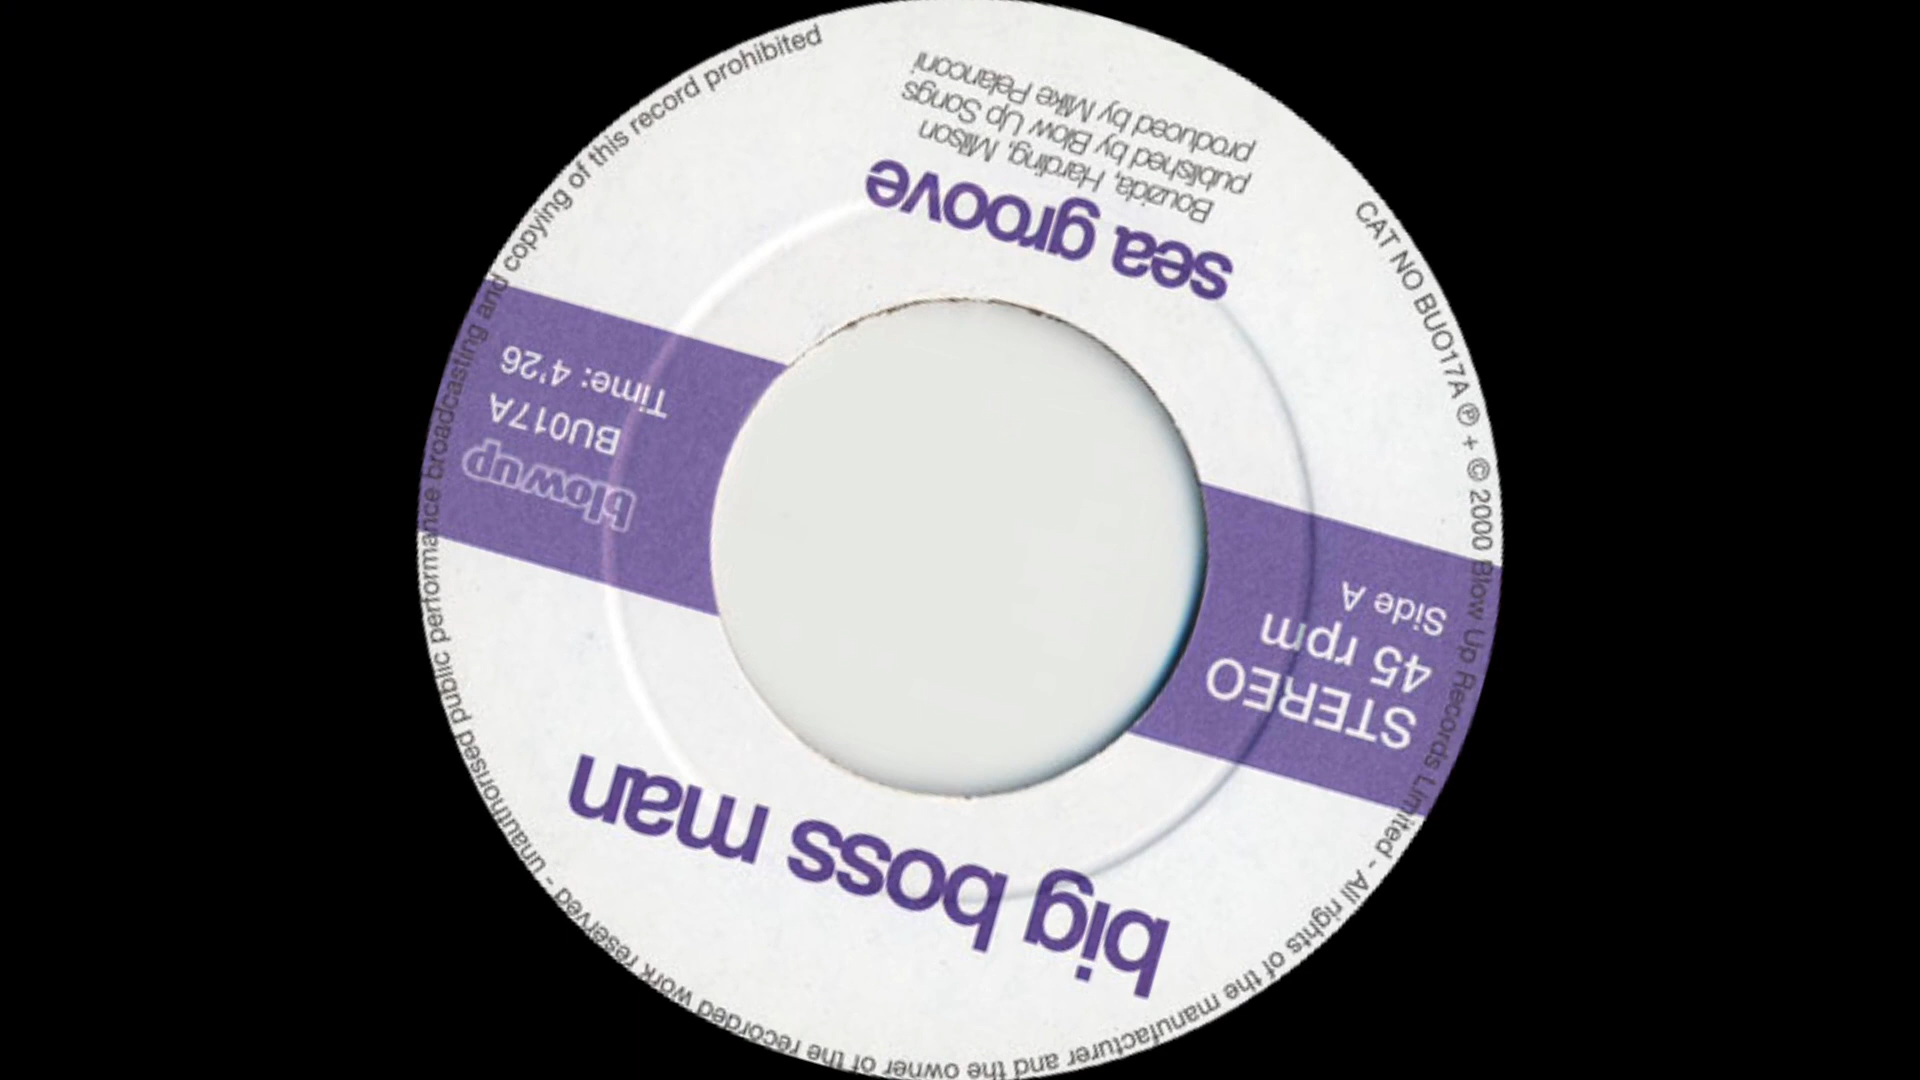 big boss man
STEREO
45 rpm
Side A
blow up
BU017A
Time: 4'26
sea groove
Bouzida, Harding, Milson
published by Blow Up Songs
produced by Mike Pelanconi
CAT NO BUO17A ℗ + © 2000 Blow Up Records Limited - All rights of the manufacturer and the owner of the recorded work reserved - unauthorised public performance broadcasting and copying of this record prohibited